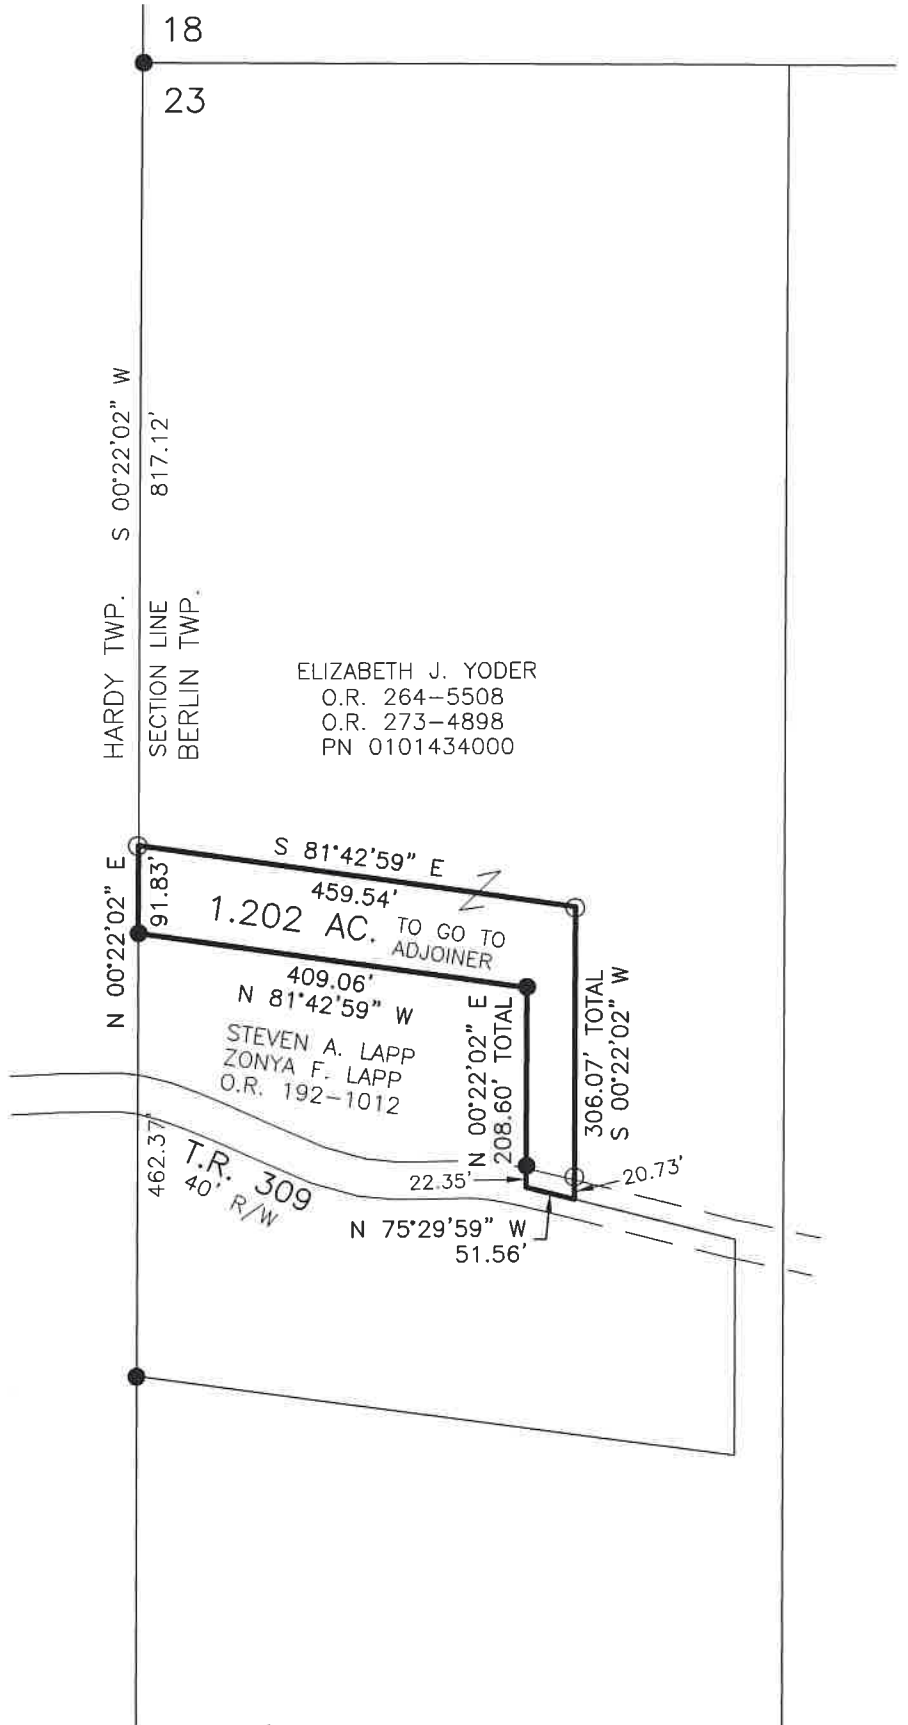 18
23
S 00°22'02" W
817.12'
HARDY TWP.
SECTION LINE
BERLIN TWP.
ELIZABETH J. YODER
O.R. 264-5508
O.R. 273-4898
PN 0101434000
N 00°22'02" E
91.83'
S 81°42'59" E
459.54'
1.202 AC. TO GO TO
ADJOINER
409.06'
N 81°42'59" W
STEVEN A. LAPP
ZONYA F. LAPP
O.R. 192-1012
N 00°22'02" E
208.60' TOTAL
306.07' TOTAL
S 00°22'02" W
462.37'
T.R. 309
40' R/W
22.35'
20.73'
N 75°29'59" W
51.56'